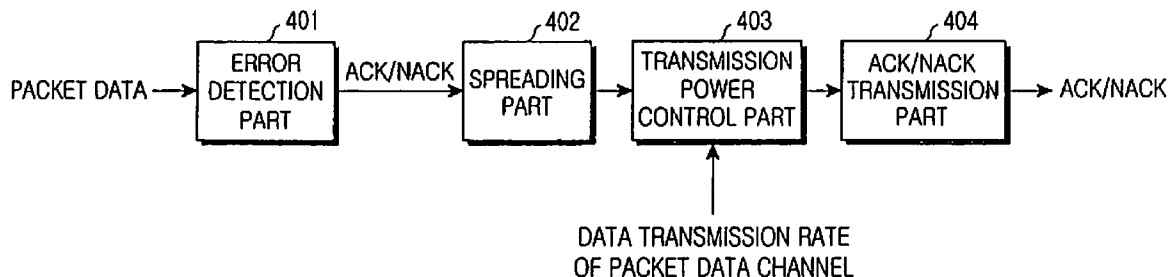 401
402
403
404
PACKET DATA
ERROR
DETECTION
PART
ACK/NACK
SPREADING
PART
TRANSMISSION
POWER
CONTROL PART
ACK/NACK
TRANSMISSION
PART
ACK/NACK
DATA TRANSMISSION RATE
OF PACKET DATA CHANNEL